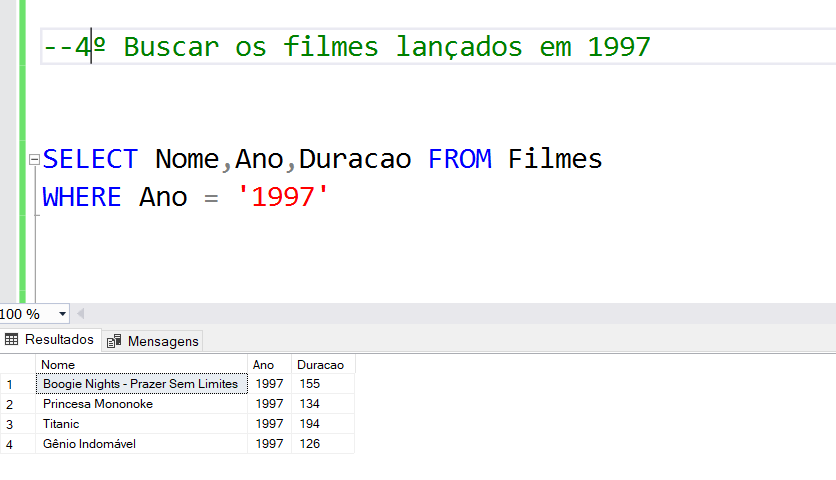 --4º Buscar os filmes lançados em 1997
SELECT Nome,Ano,Duracao FROM Filmes
WHERE Ano = '1997'
100 %
Resultados Mensagens
Nome Ano Duracao
1 Boogie Nights - Prazer Sem Limites 1997 155
2 Princesa Mononoke 1997 134
3 Titanic 1997 194
4 Gênio Indomável 1997 126